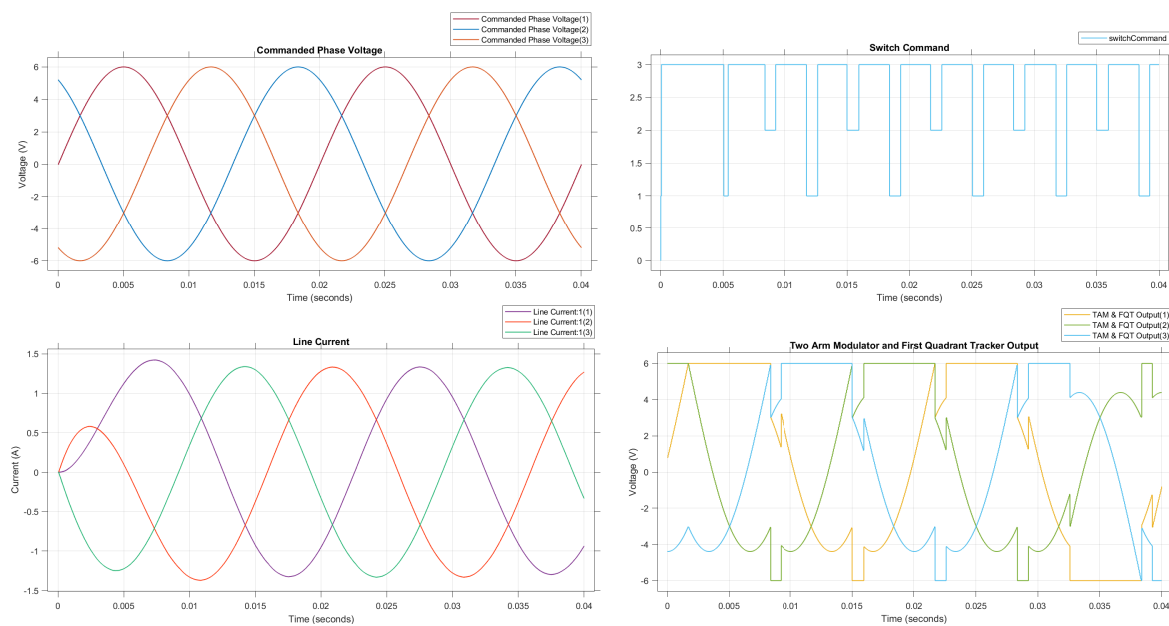 Commanded Phase Voltage(1)
Commanded Phase Voltage(2)
Commanded Phase Voltage(3)
Commanded Phase Voltage
6
4
2
0
-2
-4
-6
Voltage (V)
0 0.005 0.01 0.015 0.02 0.025 0.03 0.035 0.04
Time (seconds)
switchCommand
Switch Command
3
2.5
2
1.5
1
0.5
0
0 0.005 0.01 0.015 0.02 0.025 0.03 0.035 0.04
Time (seconds)
Line Current:1(1)
Line Current:1(2)
Line Current:1(3)
Line Current
1.5
1
0.5
0
-0.5
-1
-1.5
Current (A)
0 0.005 0.01 0.015 0.02 0.025 0.03 0.035 0.04
Time (seconds)
TAM & FQT Output(1)
TAM & FQT Output(2)
TAM & FQT Output(3)
Two Arm Modulator and First Quadrant Tracker Output
6
4
2
0
-2
-4
-6
Voltage (V)
0 0.005 0.01 0.015 0.02 0.025 0.03 0.035 0.04
Time (seconds)